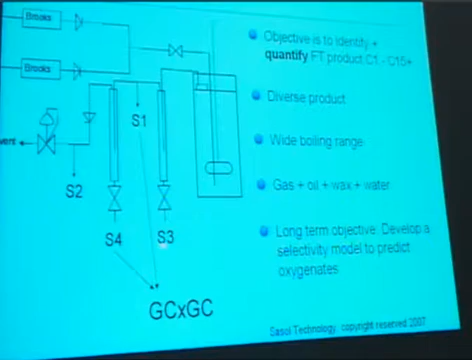 Brooks
Brooks
vent
S1
S2
S4
S3
GCxGC
Objective is to identify +
quantify FT product C1 - C15+
Diverse product
Wide boiling range
Gas + oil + wax + water
Long term objective. Develop a
selectivity model to predict
oxygenates
Sasol Technology copyright reserved 2007